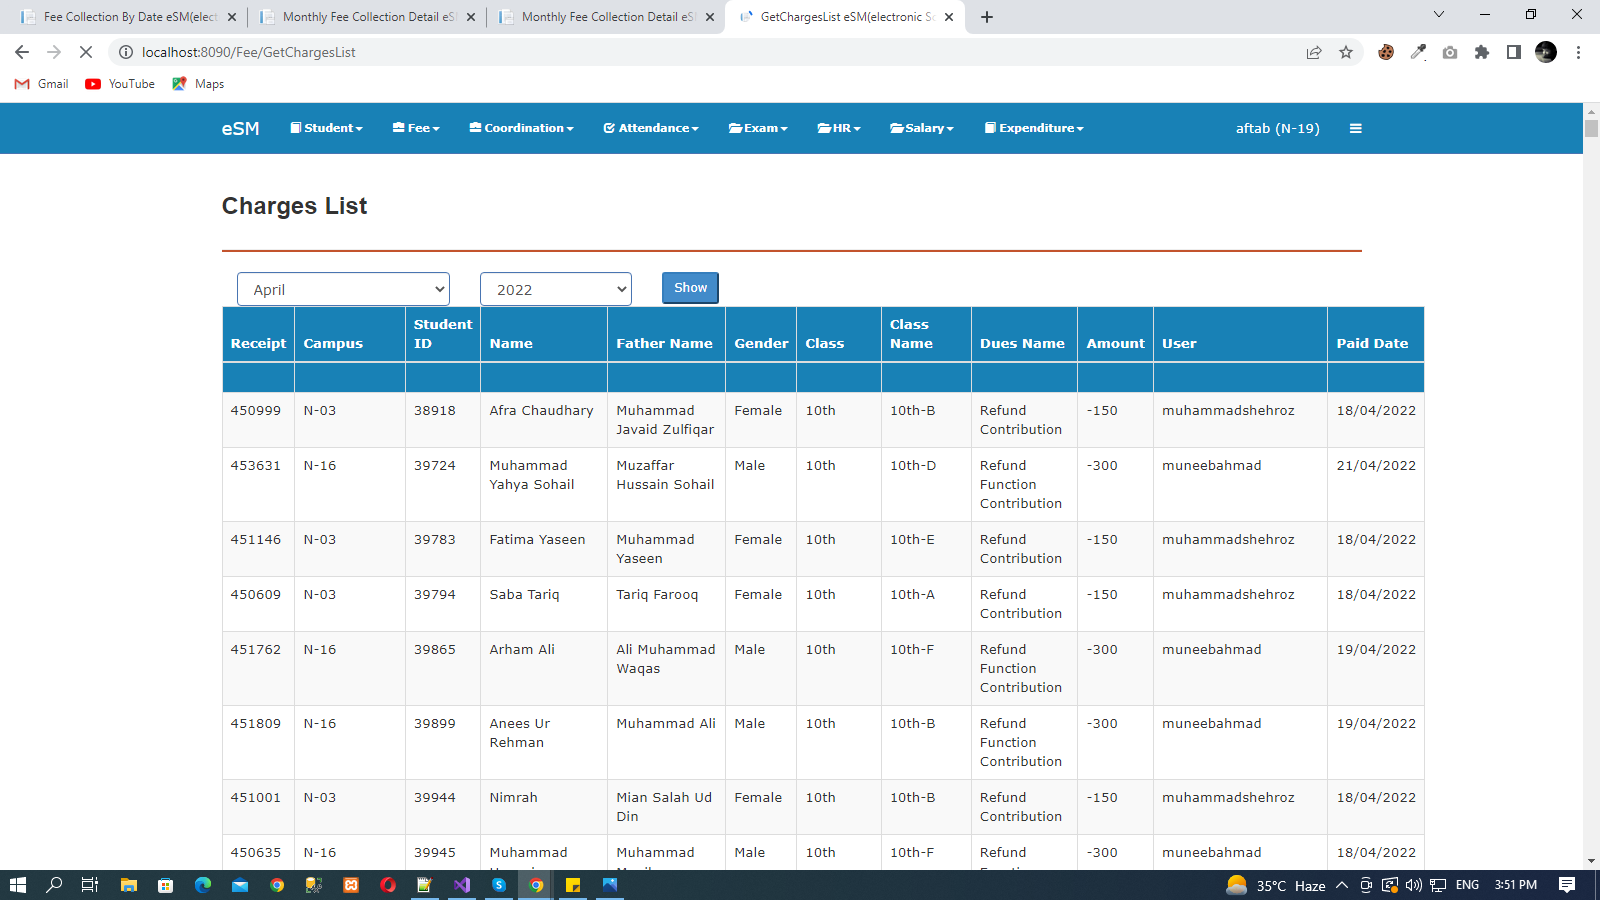 Fee Collection By Date eSM(elect
Monthly Fee Collection Detail eS
Monthly Fee Collection Detail eS
GetChargesList eSM(electronic Sc
localhost:8090/Fee/GetChargesList
Gmail YouTube Maps
eSM Student Fee Coordination Attendance Exam HR Salary Expenditure aftab (N-19)
Charges List
April 2022 Show
Receipt Campus Student ID Name Father Name Gender Class Class Name Dues Name Amount User Paid Date
450999 N-03 38918 Afra Chaudhary Muhammad Javaid Zulfiqar Female 10th 10th-B Refund Contribution -150 muhammadshehroz 18/04/2022
453631 N-16 39724 Muhammad Yahya Sohail Muzaffar Hussain Sohail Male 10th 10th-D Refund Function Contribution -300 muneebahmad 21/04/2022
451146 N-03 39783 Fatima Yaseen Muhammad Yaseen Female 10th 10th-E Refund Contribution -150 muhammadshehroz 18/04/2022
450609 N-03 39794 Saba Tariq Tariq Farooq Female 10th 10th-A Refund Contribution -150 muhammadshehroz 18/04/2022
451762 N-16 39865 Arham Ali Ali Muhammad Waqas Male 10th 10th-F Refund Function Contribution -300 muneebahmad 19/04/2022
451809 N-16 39899 Anees Ur Rehman Muhammad Ali Male 10th 10th-B Refund Function Contribution -300 muneebahmad 19/04/2022
451001 N-03 39944 Nimrah Mian Salah Ud Din Female 10th 10th-B Refund Contribution -150 muhammadshehroz 18/04/2022
450635 N-16 39945 Muhammad Muhammad Male 10th 10th-F Refund -300 muneebahmad 18/04/2022
35°C Haze ENG 3:51 PM